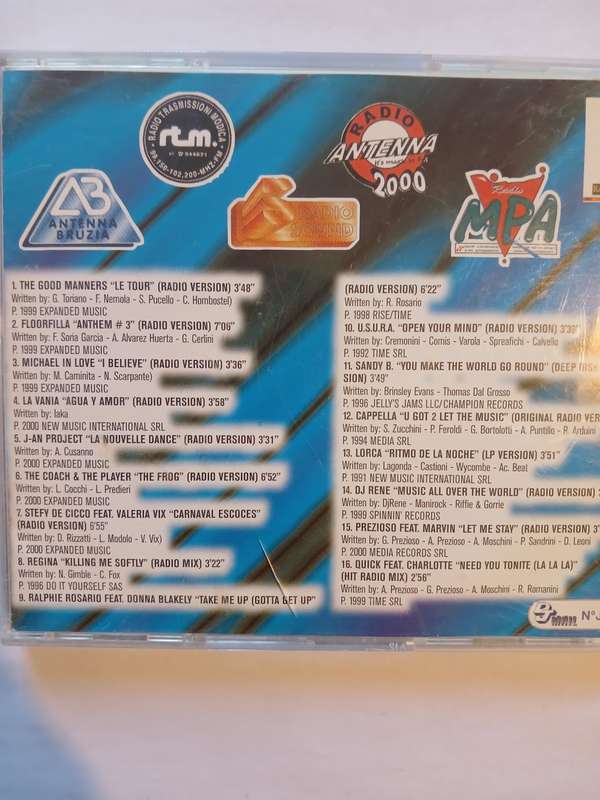 RADIO TRASMISSIONI MODICA
rtm.
RADIO
ANTENNA
it's music in FM
2000
AB
ANTENNA
BRUZIA
RADIO
SOUND
Radio
MPA
1. THE GOOD MANNERS "LE TOUR" (RADIO VERSION) 3'48"
Written by: G. Toriano - F. Nemola - S. Pucello - C. Hornbostel)
P. 1999 EXPANDED MUSIC
2. FLOORFILLA "ANTHEM # 3" (RADIO VERSION) 7'06"
Written by: F. Soria Garcia - A. Alvarez Huerta - G. Cerlini
P. 1999 EXPANDED MUSIC
3. MICHAEL IN LOVE "I BELIEVE" (RADIO VERSION) 3'36"
Written by: M. Caminita - N. Scarpante)
P. 1999 EXPANDED MUSIC
4. LA VANIA "AGUA Y AMOR" (RADIO VERSION) 3'58"
Written by: Iaka
P. 2000 NEW MUSIC INTERNATIONAL SRL
5. J-AN PROJECT "LA NOUVELLE DANCE" (RADIO VERSION) 3'31"
Written by: A. Cusanno
P. 2000 EXPANDED MUSIC
6. THE COACH & THE PLAYER "THE FROG" (RADIO VERSION) 6'52"
Written by: L. Cocchi - L. Predieri
P. 2000 EXPANDED MUSIC
7. STEFY DE CICCO FEAT. VALERIA VIX "CARNAVAL ESCOCES"
(RADIO VERSION) 6'55"
Written by: D. Rizzatti - L. Modolo - V. Vix)
P. 2000 EXPANDED MUSIC
8. REGINA "KILLING ME SOFTLY" (RADIO MIX) 3'22"
Written by: N. Gimble - C. Fox
P. 1996 DO IT YOURSELF SAS
9. RALPHIE ROSARIO FEAT. DONNA BLAKELY "TAKE ME UP (GOTTA GET UP"
(RADIO VERSION) 6'22"
Written by: R. Rosario
P. 1998 RISE/TIME
10. U.S.U.R.A. "OPEN YOUR MIND" (RADIO VERSION) 3'39"
Written by: Cremonini - Comis - Varola - Spreafichi - Calvello
P. 1992 TIME SRL
11. SANDY B. "YOU MAKE THE WORLD GO ROUND" (DEEP
SION) 3'49"
Written by: Brinsley Evans - Thomas Dal Grosso
P. 1996 JELLY'S JAMS LLC/CHAMPION RECORDS
12. CAPPELLA "U GOT 2 LET THE MUSIC" (ORIGINAL RADIO VER
Written by: S. Zucchini - P. Feroldi - G. Bortolotti - A. Puntillo - R. Arduini
P. 1994 MEDIA SRL
13. LORCA "RITMO DE LA NOCHE" (LP VERSION) 3'51"
Written by: Lagonda - Castioni - Wycombe - Ac. Beat
P. 1991 NEW MUSIC INTERNATIONAL SRL
14. DJ RENE "MUSIC ALL OVER THE WORLD" (RADIO VERSION)
Written by: DjRene - Manirock - Riffie & Gorrie
P. 1999 SPINNIN' RECORDS
15. PREZIOSO FEAT. MARVIN "LET ME STAY" (RADIO VERSION)
Written by: G. Prezioso - A. Prezioso - A. Moschini - P. Sandrini - D. Leoni
P. 2000 MEDIA RECORDS SRL
16. QUICK FEAT. CHARLOTTE "NEED YOU TONITE (LA LA LA)"
(HIT RADIO MIX) 2'56"
Written by: A. Prezioso - G. Prezioso - A. Moschini - R. Romanini
P. 1999 TIME SRL
N°